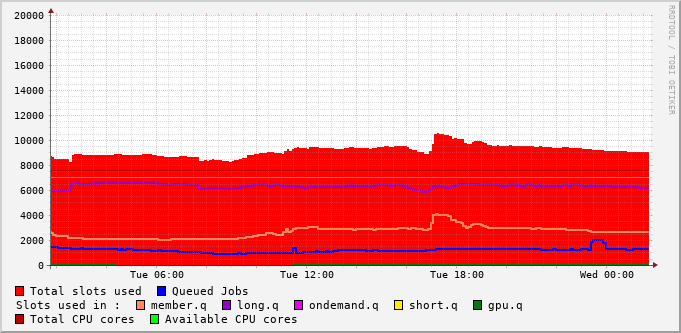 20000
18000
16000
14000
12000
10000
8000
6000
4000
2000
0
Tue 06:00 Tue 12:00 Tue 18:00 Wed 00:00
Total slots used Queued Jobs
Slots used in : member.q long.q ondemand.q short.q gpu.q
Total CPU cores Available CPU cores
RRDTOOL / TOBI OETIKER